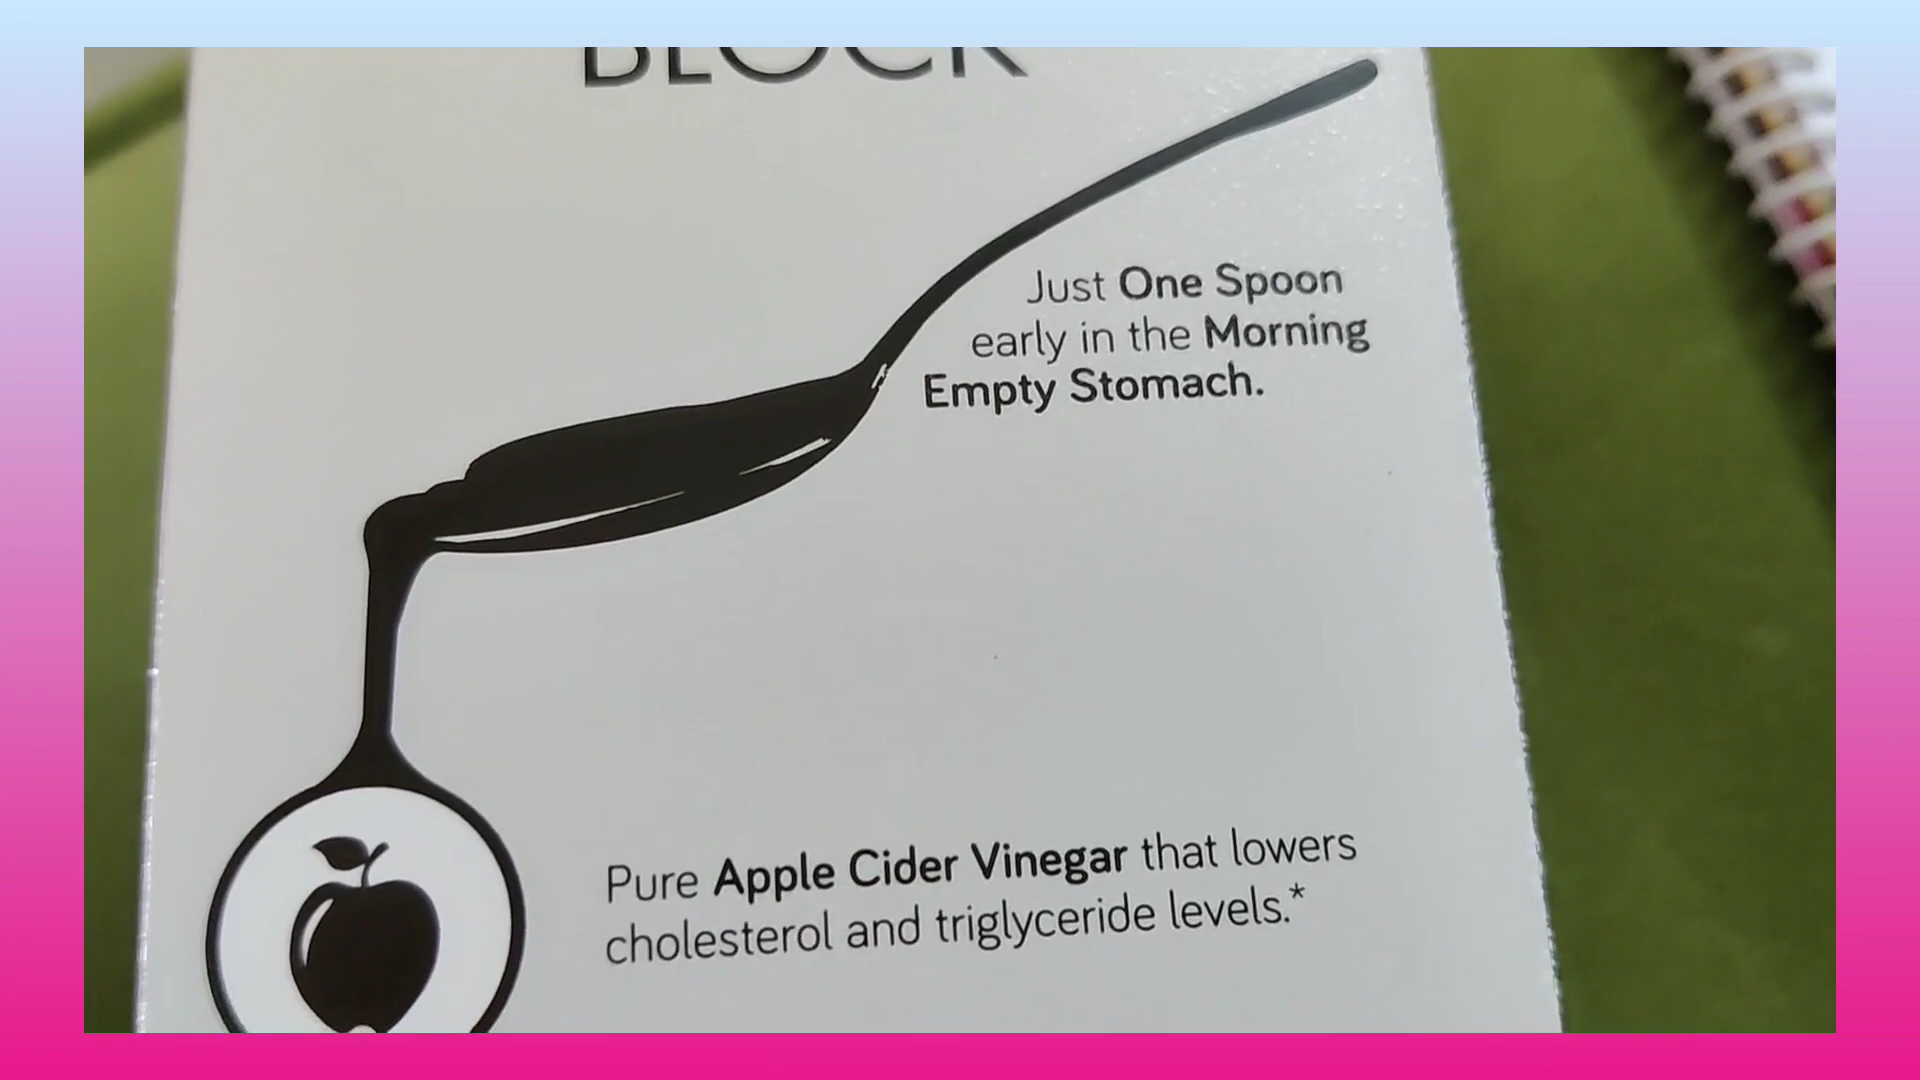 BLOCK
Just One Spoon
early in the Morning
Empty Stomach.
Pure Apple Cider Vinegar that lowers
cholesterol and triglyceride levels.*